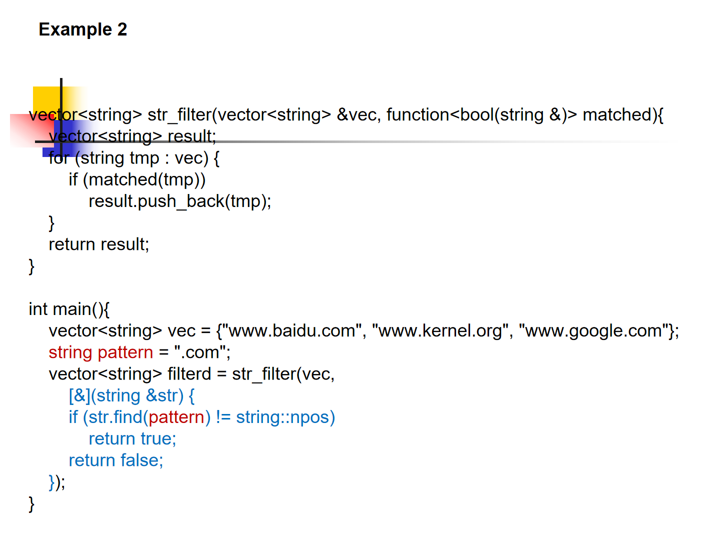 Example 2
vector<string> str_filter(vector<string> &vec, function<bool(string &)> matched){
vector<string> result;
for (string tmp : vec) {
if (matched(tmp))
result.push_back(tmp);
}
return result;
}
int main(){
vector<string> vec = {"www.baidu.com", "www.kernel.org", "www.google.com"};
string pattern = ".com";
vector<string> filterd = str_filter(vec,
[&](string &str) {
if (str.find(pattern) != string::npos)
return true;
return false;
});
}